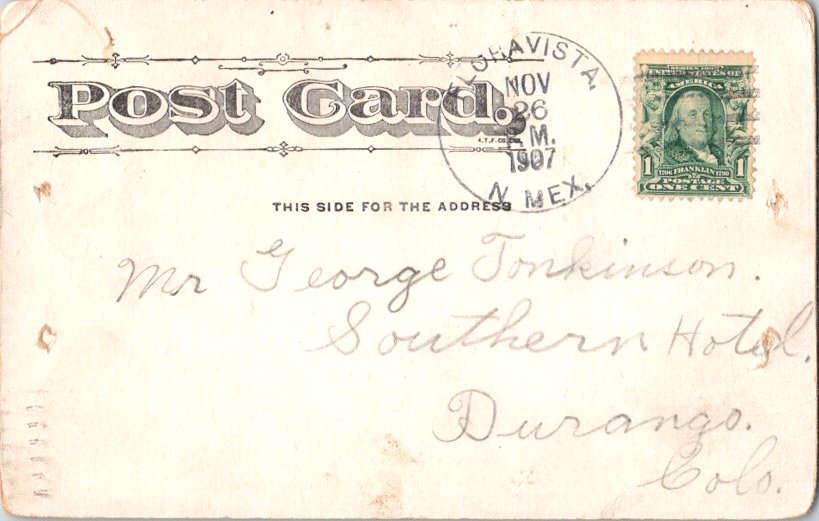 Post Card.
A.T.F. CO.
THIS SIDE FOR THE ADDRESS
FLORAVISTA,
NOV
26
P.M.
1907
N. MEX.
UNITED STATES OF
AMERICA
1 1706 FRANKLIN 1790 1
POSTAGE
ONE CENT
Mr George Tonkinson.
Southern Hotel.
Durango.
Colo.